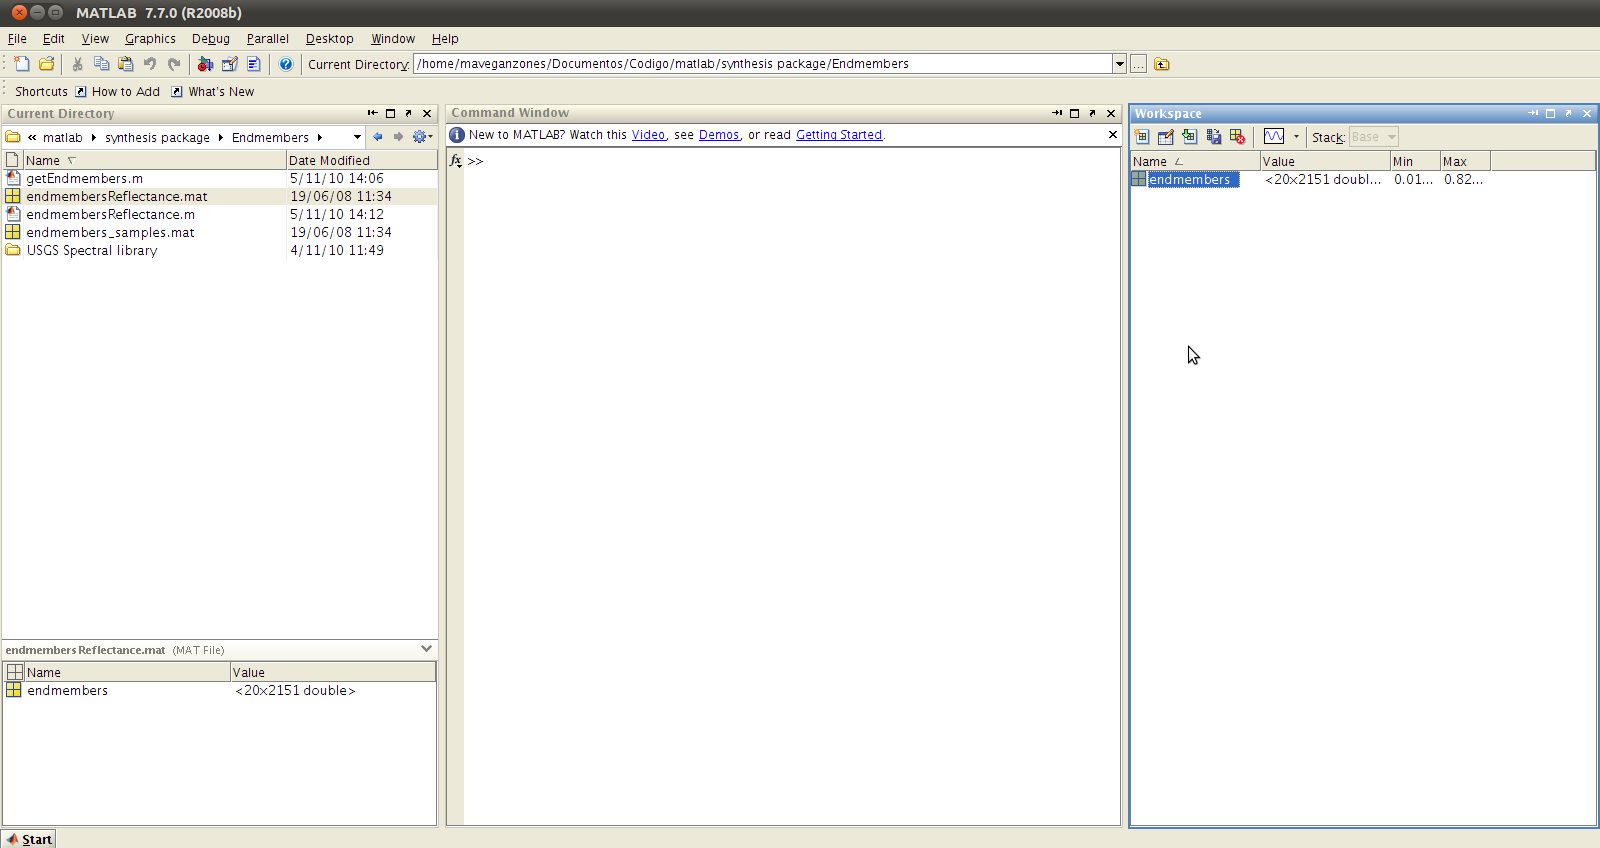 MATLAB 7.7.0 (R2008b)
File Edit View Graphics Debug Parallel Desktop Window Help
Current Directory: /home/maveganzones/Documentos/Codigo/matlab/synthesis package/Endmembers ...
Shortcuts How to Add What's New
Current Directory
« matlab synthesis package Endmembers
Name Date Modified
getEndmembers.m 5/11/10 14:06
endmembersReflectance.mat 19/06/08 11:34
endmembersReflectance.m 5/11/10 14:12
endmembers_samples.mat 19/06/08 11:34
USGS Spectral library 4/11/10 11:49
endmembersReflectance.mat (MAT File)
Name Value
endmembers <20x2151 double>
Command Window
New to MATLAB? Watch this Video, see Demos, or read Getting Started.
fx >>
Workspace
Stack: Base
Name Value Min Max
endmembers <20x2151 doubl... 0.01... 0.82...
Start